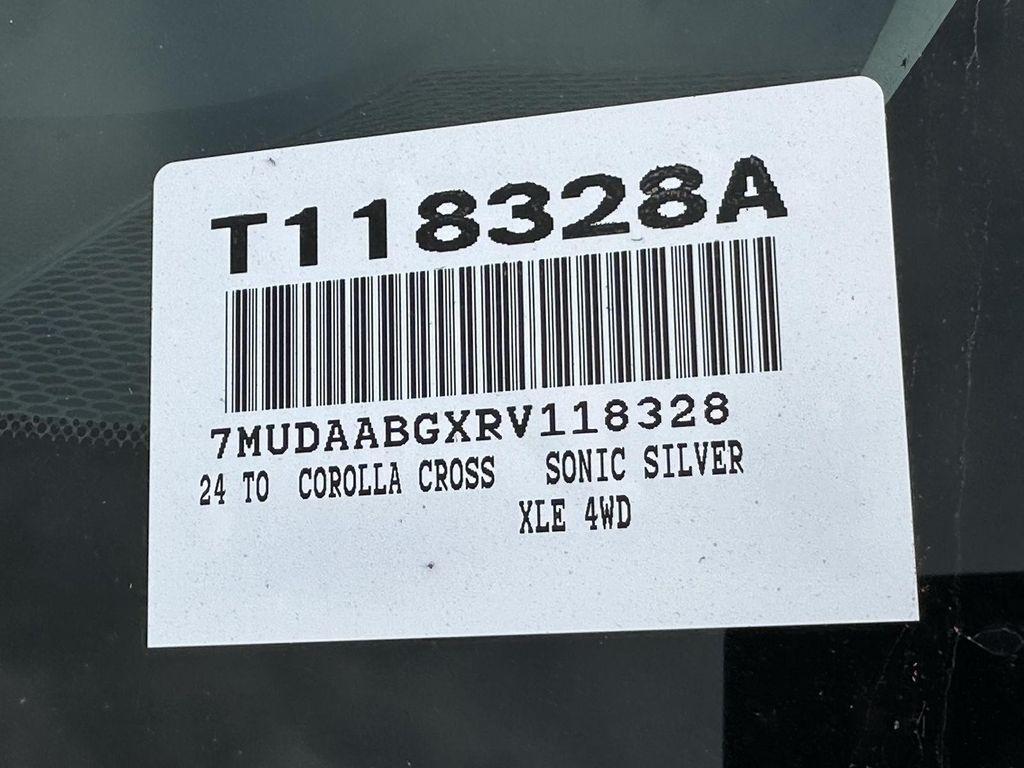 T118328A
7MUDAABGXRV118328
24 TO COROLLA CROSS SONIC SILVER
XLE 4WD